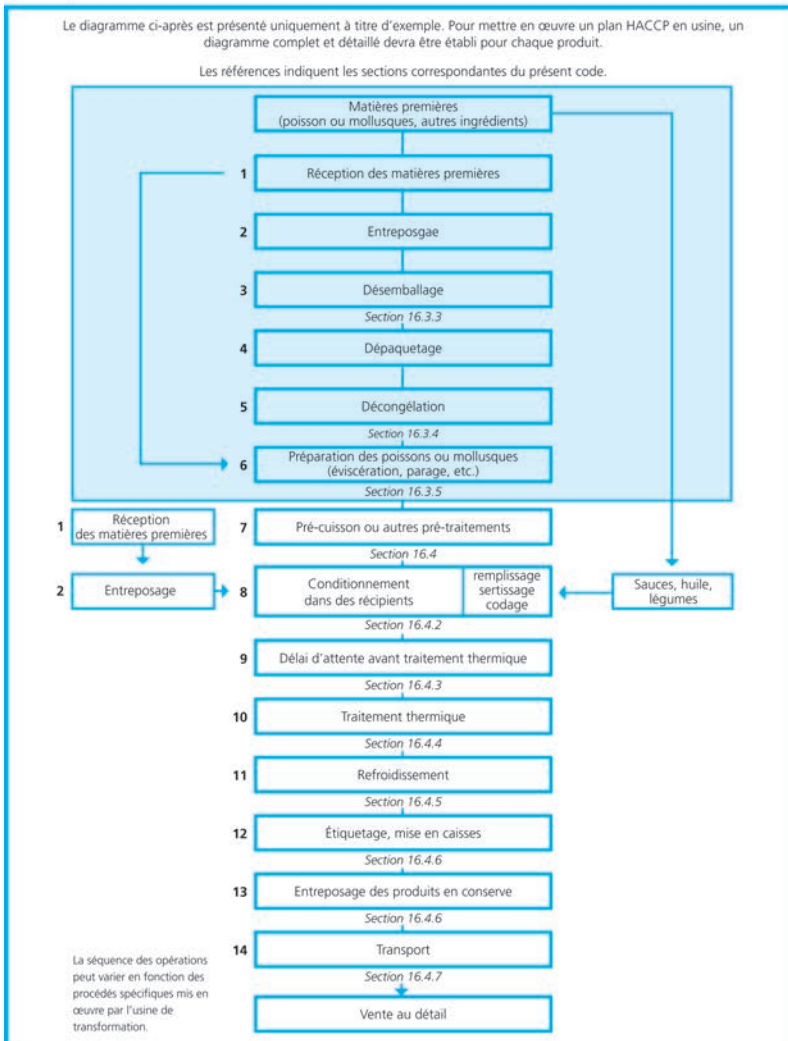 Le diagramme ci-après est présenté uniquement à titre d'exemple. Pour mettre en œuvre un plan HACCP en usine, un
diagramme complet et détaillé devra être établi pour chaque produit.
Les références indiquent les sections correspondantes du présent code.
Matières premières
(poisson ou mollusques, autres ingrédients)
1 Réception des matières premières
2 Entreposgae
3 Désemballage
Section 16.3.3
4 Dépaquetage
5 Décongélation
Section 16.3.4
6 Préparation des poissons ou mollusques
(éviscération, parage, etc.)
Section 16.3.5
1 Réception
des matières premières
7 Pré-cuisson ou autres pré-traitements
Section 16.4
2 Entreposage
8 Conditionnement
dans des récipients
remplissage
sertissage
codage
Sauces, huile,
légumes
Section 16.4.2
9 Délai d'attente avant traitement thermique
Section 16.4.3
10 Traitement thermique
Section 16.4.4
11 Refroidissement
Section 16.4.5
12 Étiquetage, mise en caisses
Section 16.4.6
13 Entreposage des produits en conserve
Section 16.4.6
14 Transport
Section 16.4.7
Vente au détail
La séquence des opérations
peut varier en fonction des
procédés spécifiques mis en
œuvre par l'usine de
transformation.